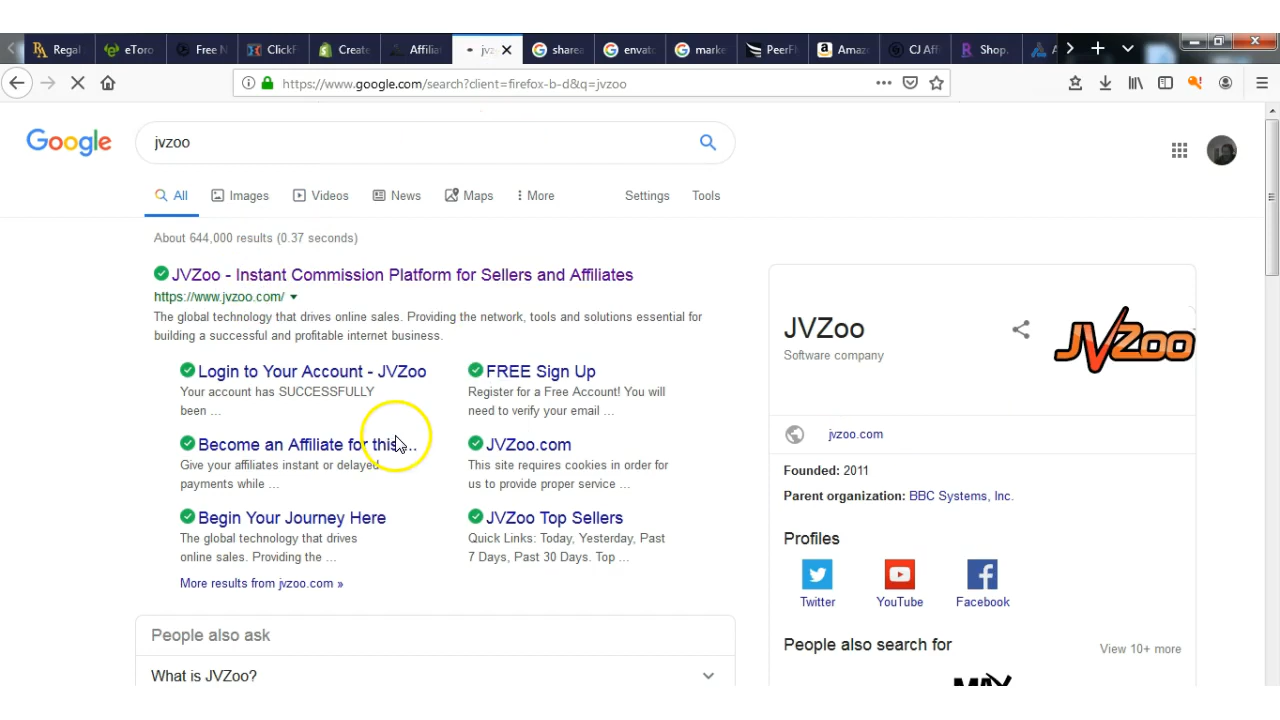 Regal
eToro
Free N
ClickF
Create
Affilia
jvz
sharea
envato
marke
PeerFl
Amaz
CJ Aff
Shop.
A
https://www.google.com/search?client=firefox-b-d&q=jvzoo
Google
jvzoo
All Images Videos News Maps More Settings Tools
About 644,000 results (0.37 seconds)
JVZoo - Instant Commission Platform for Sellers and Affiliates
https://www.jvzoo.com/
The global technology that drives online sales. Providing the network, tools and solutions essential for
building a successful and profitable internet business.
Login to Your Account - JVZoo
Your account has SUCCESSFULLY
been ...
FREE Sign Up
Register for a Free Account! You will
need to verify your email ...
Become an Affiliate for this ...
Give your affiliates instant or delayed
payments while ...
JVZoo.com
This site requires cookies in order for
us to provide proper service ...
Begin Your Journey Here
The global technology that drives
online sales. Providing the ...
JVZoo Top Sellers
Quick Links: Today, Yesterday, Past
7 Days, Past 30 Days. Top ...
More results from jvzoo.com »
People also ask
What is JVZoo?
JVZoo
Software company
JVZoo
jvzoo.com
Founded: 2011
Parent organization: BBC Systems, Inc.
Profiles
Twitter YouTube Facebook
People also search for
View 10+ more